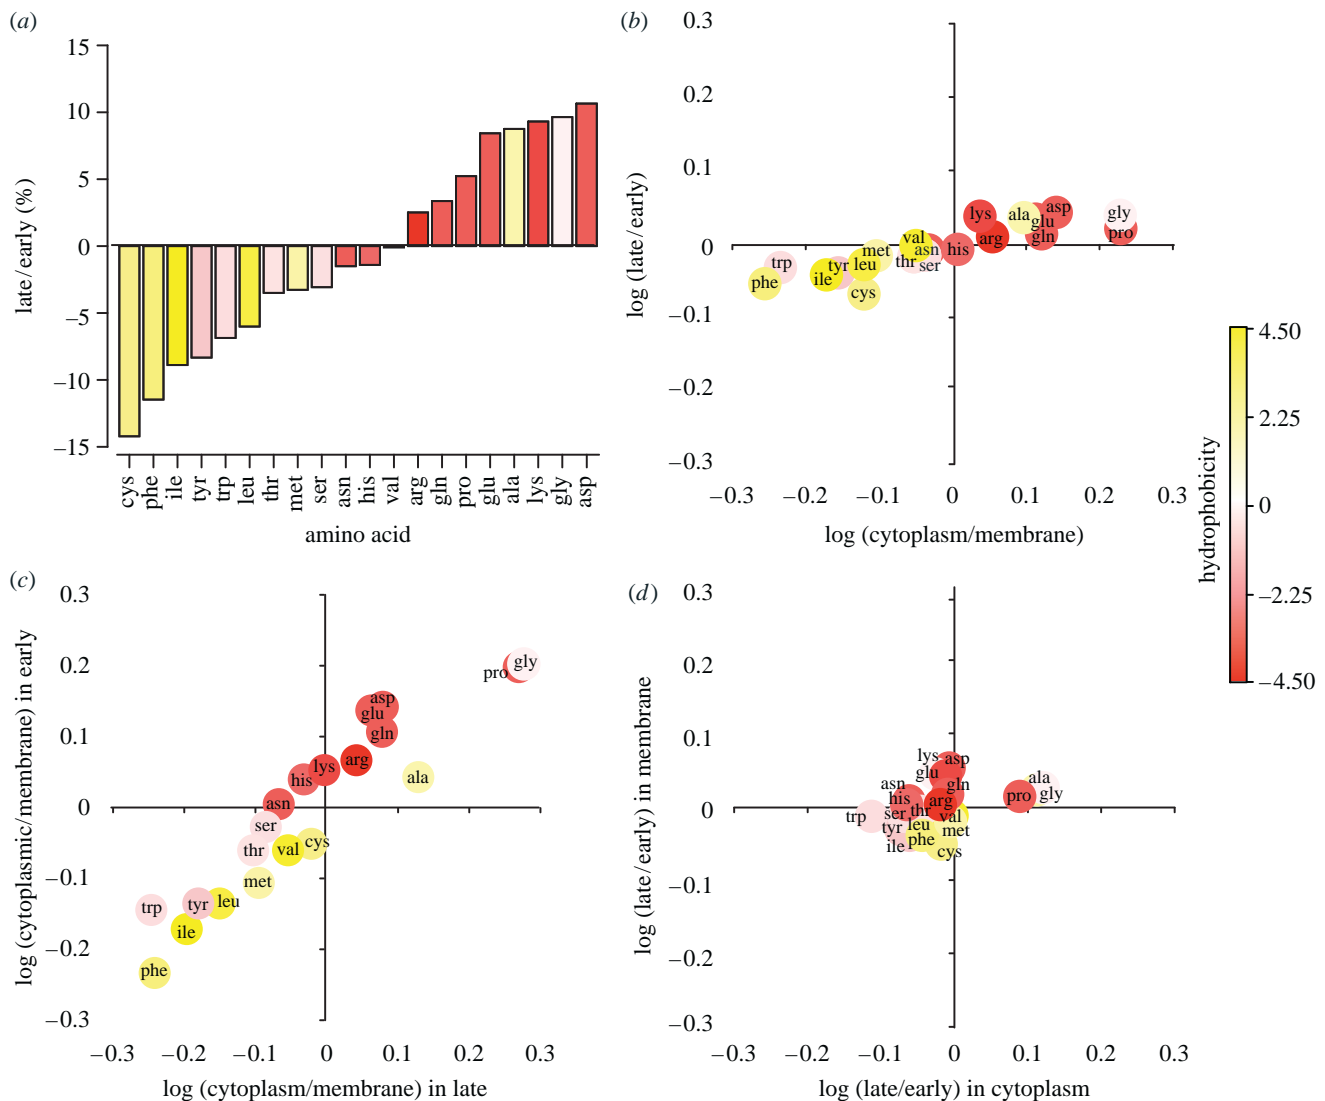 (a)
15
10
5
0
−5
−10
−15
late/early (%)
cys phe ile tyr trp leu thr met ser asn his val arg gln pro glu ala lys gly asp
amino acid
(b)
0.3
0.2
0.1
0
−0.1
−0.2
−0.3
log (late/early)
lys ala asp glu gly
val asn his arg gln pro
met thr ser
trp tyr leu
phe ile cys
−0.3 −0.2 −0.1 0 0.1 0.2 0.3
log (cytoplasm/membrane)
hydrophobicity
4.50
2.25
0
−2.25
−4.50
(c)
0.3
0.2
0.1
0
−0.1
−0.2
−0.3
log (cytoplasmic/membrane) in early
pro gly
asp
glu
gln
lys arg
his ala
asn
ser
thr val cys
met
trp tyr leu
ile
phe
−0.3 −0.2 −0.1 0 0.1 0.2 0.3
log (cytoplasm/membrane) in late
(d)
0.3
0.2
0.1
0
−0.1
−0.2
−0.3
log (late/early) in membrane
lys asp
glu
asn gln ala
his arg pro gly
trp ser thr val
tyr leu met
ile phe cys
−0.3 −0.2 −0.1 0 0.1 0.2 0.3
log (late/early) in cytoplasm